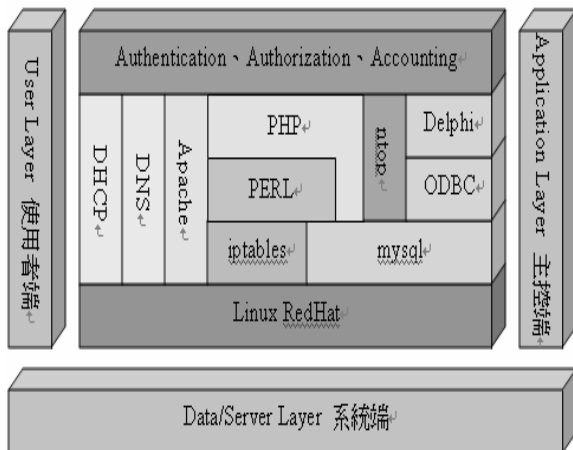 User Layer 使用者端
Authentication、Authorization、Accounting
DHCP
DNS
Apache
PHP
PERL
ntop
Delphi
ODBC
iptables
mysql
Linux RedHat
Application Layer 主控端
Data/Server Layer 系統端